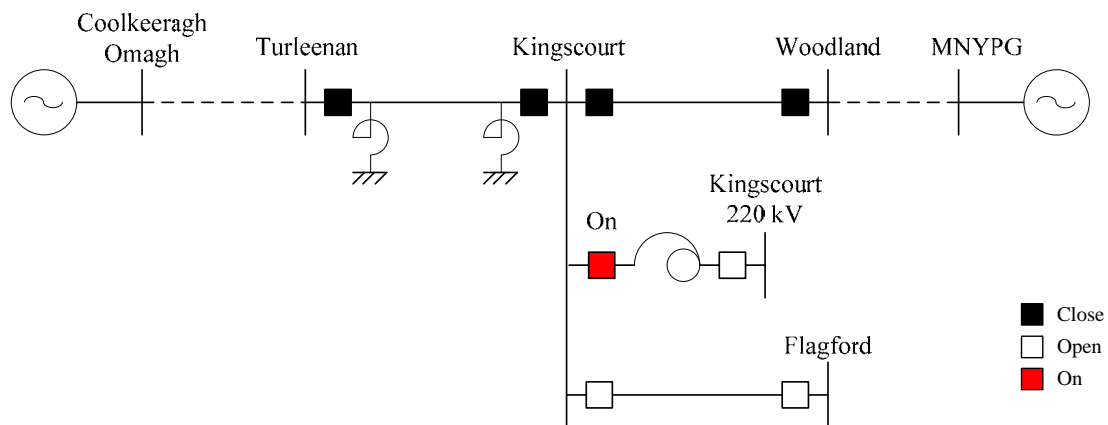 Coolkeeragh
Omagh
Turleenan
Kingscourt
Woodland
MNYPG
Kingscourt
220 kV
On
Flagford
Close
Open
On